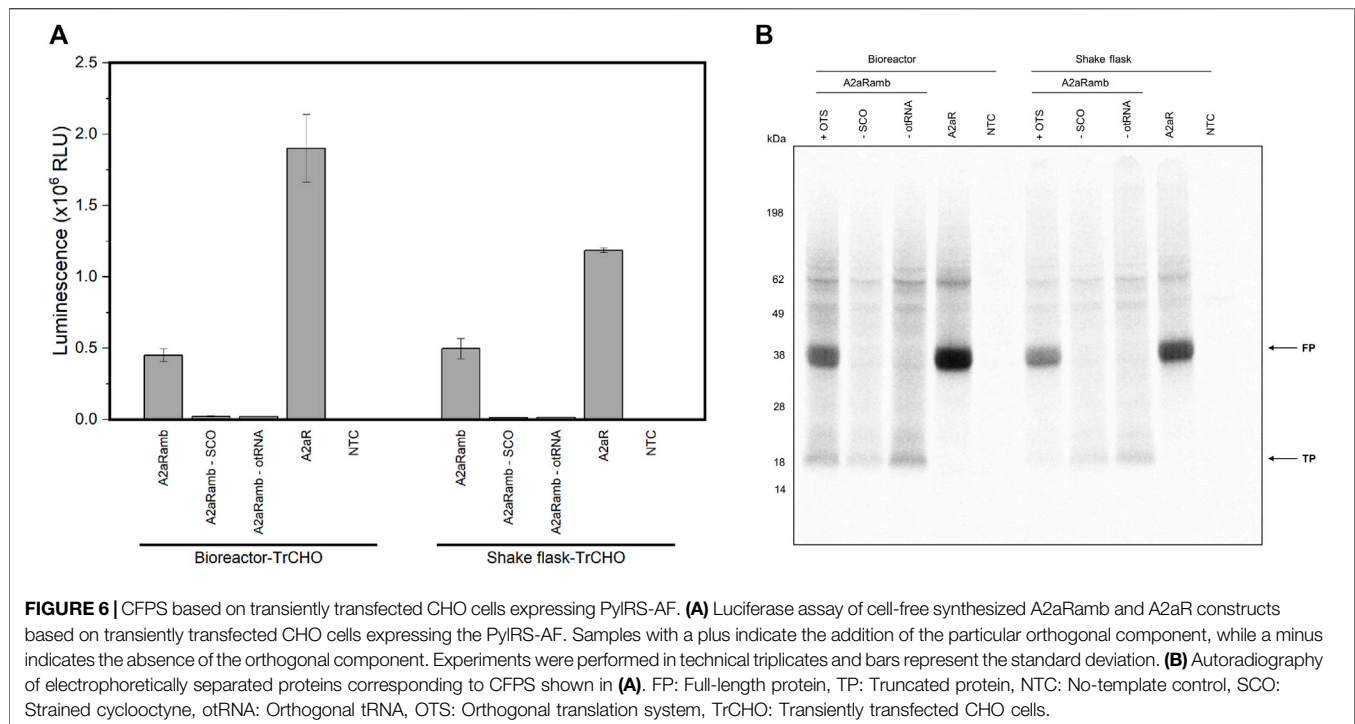 A
Luminescence (x10⁶ RLU)
2.5
2.0
1.5
1.0
0.5
0.0
A2aRamb
A2aRamb - SCO
A2aRamb - otRNA
A2aR
NTC
A2aRamb
A2aRamb - SCO
A2aRamb - otRNA
A2aR
NTC
Bioreactor-TrCHO
Shake flask-TrCHO
B
Bioreactor
Shake flask
A2aRamb
A2aRamb
+ OTS
- SCO
- otRNA
A2aR
NTC
+ OTS
- SCO
- otRNA
A2aR
NTC
kDa
198
62
49
38
28
18
14
FP
TP
FIGURE 6 | CFPS based on transiently transfected CHO cells expressing PylRS-AF. (A) Luciferase assay of cell-free synthesized A2aRamb and A2aR constructs
based on transiently transfected CHO cells expressing the PylRS-AF. Samples with a plus indicate the addition of the particular orthogonal component, while a minus
indicates the absence of the orthogonal component. Experiments were performed in technical triplicates and bars represent the standard deviation. (B) Autoradiography
of electrophoretically separated proteins corresponding to CFPS shown in (A). FP: Full-length protein, TP: Truncated protein, NTC: No-template control, SCO:
Strained cyclooctyne, otRNA: Orthogonal tRNA, OTS: Orthogonal translation system, TrCHO: Transiently transfected CHO cells.